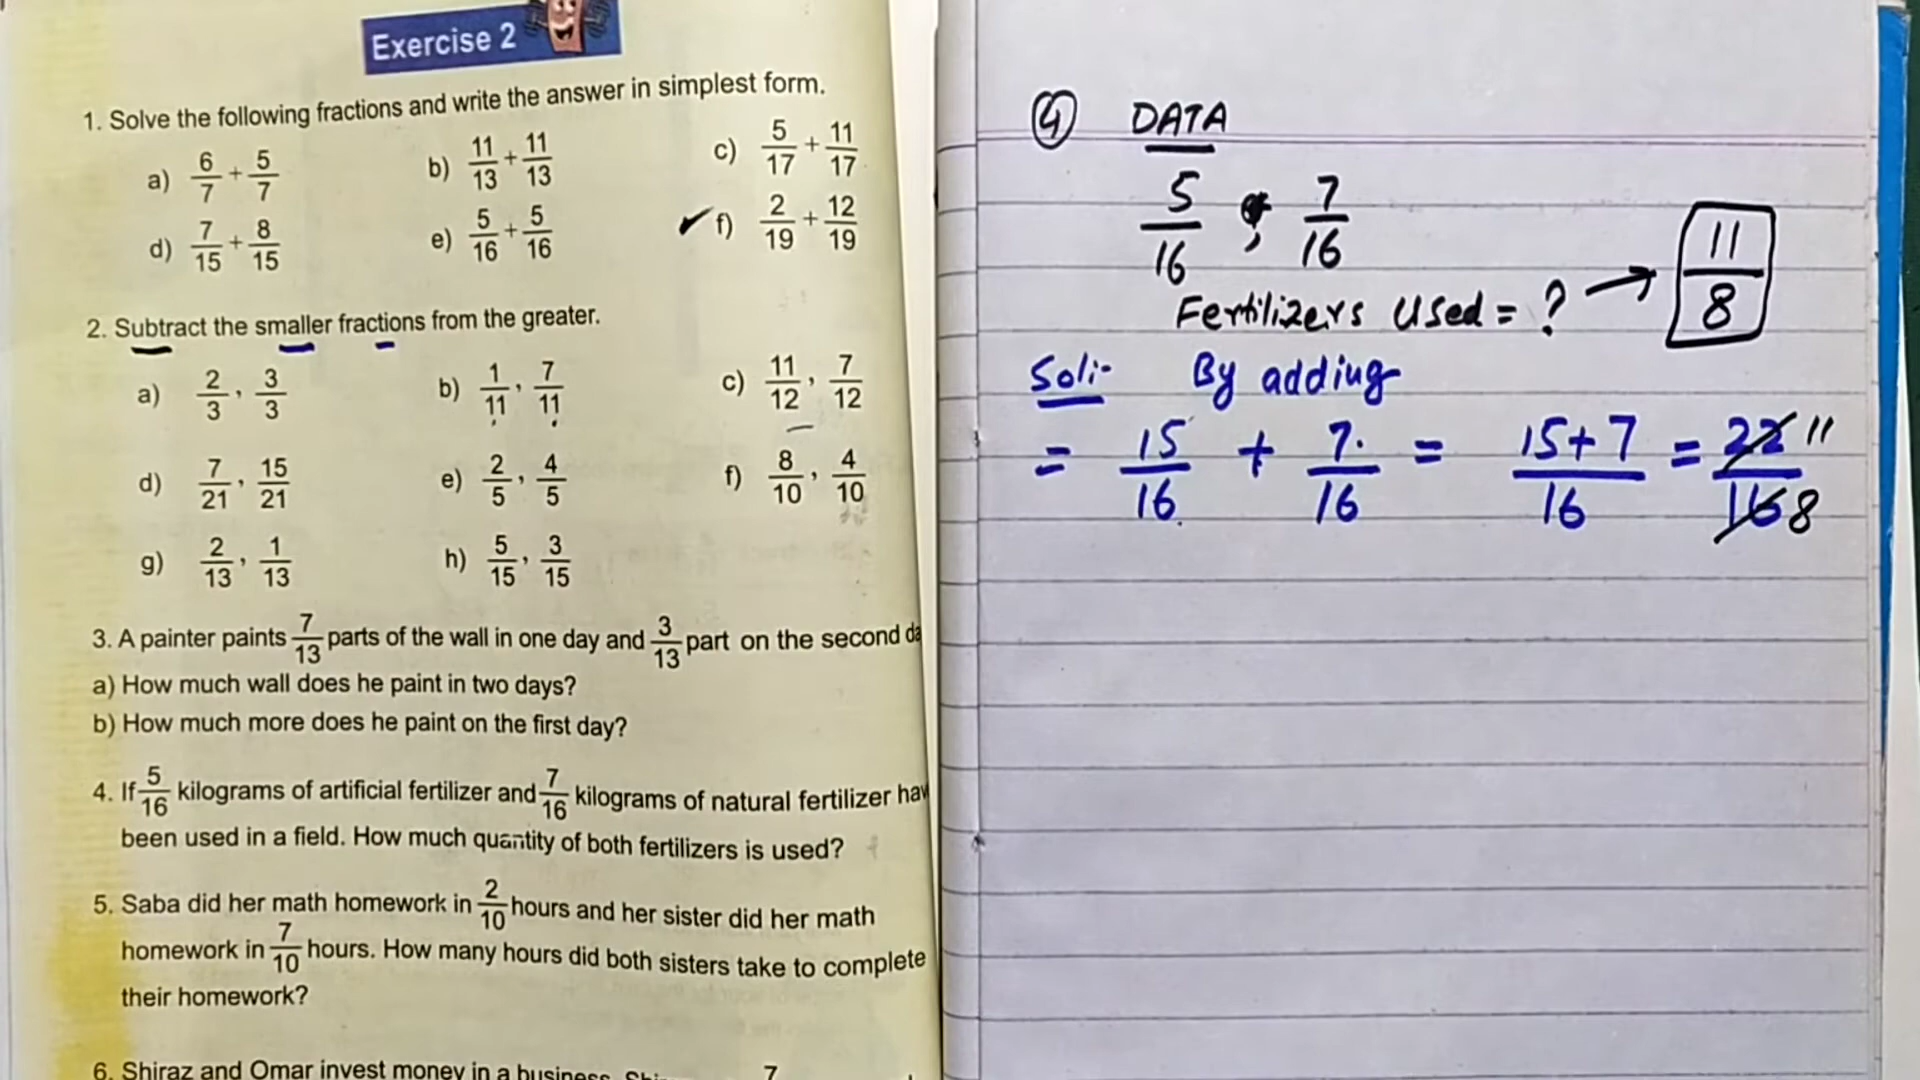 Exercise 2
1. Solve the following fractions and write the answer in simplest form.
a) 6/7 + 5/7 b) 11/13 + 11/13 c) 5/17 + 11/17
d) 7/15 + 8/15 e) 5/16 + 5/16 f) 2/19 + 12/19
2. Subtract the smaller fractions from the greater.
a) 2/3 , 3/3 b) 1/11 , 7/11 c) 11/12 , 7/12
d) 7/21 , 15/21 e) 2/5 , 4/5 f) 8/10 , 4/10
g) 2/13 , 1/13 h) 5/15 , 3/15
3. A painter paints 7/13 parts of the wall in one day and 3/13 part on the second da
a) How much wall does he paint in two days?
b) How much more does he paint on the first day?
4. If 5/16 kilograms of artificial fertilizer and 7/16 kilograms of natural fertilizer hav
been used in a field. How much quantity of both fertilizers is used?
5. Saba did her math homework in 2/10 hours and her sister did her math
homework in 7/10 hours. How many hours did both sisters take to complete
their homework?
6. Shiraz and Omar invest money in a business. 7
4 DATA
5/16 , 7/16
Fertilizers Used = ? → 11/8
Sol:- By adding
= 15/16 + 7/16 = 15+7/16 = 22/16 11 8